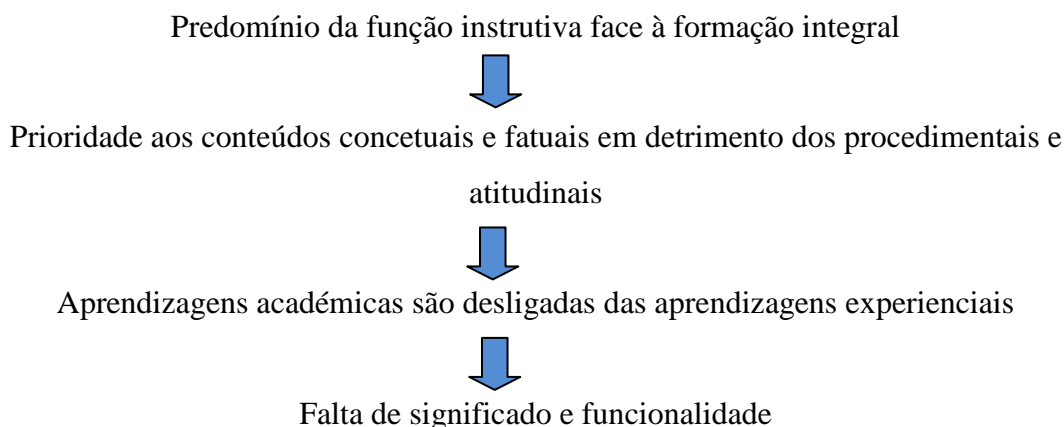 Predomínio da função instrutiva face à formação integral
Prioridade aos conteúdos concetuais e fatuais em detrimento dos procedimentais e
atitudinais
Aprendizagens académicas são desligadas das aprendizagens experienciais
Falta de significado e funcionalidade